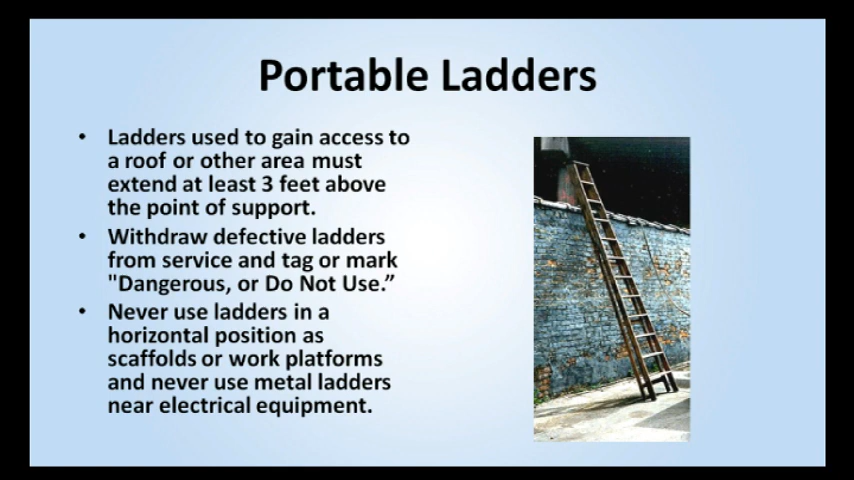 Portable Ladders
• Ladders used to gain access to
a roof or other area must
extend at least 3 feet above
the point of support.
• Withdraw defective ladders
from service and tag or mark
"Dangerous, or Do Not Use.”
• Never use ladders in a
horizontal position as
scaffolds or work platforms
and never use metal ladders
near electrical equipment.